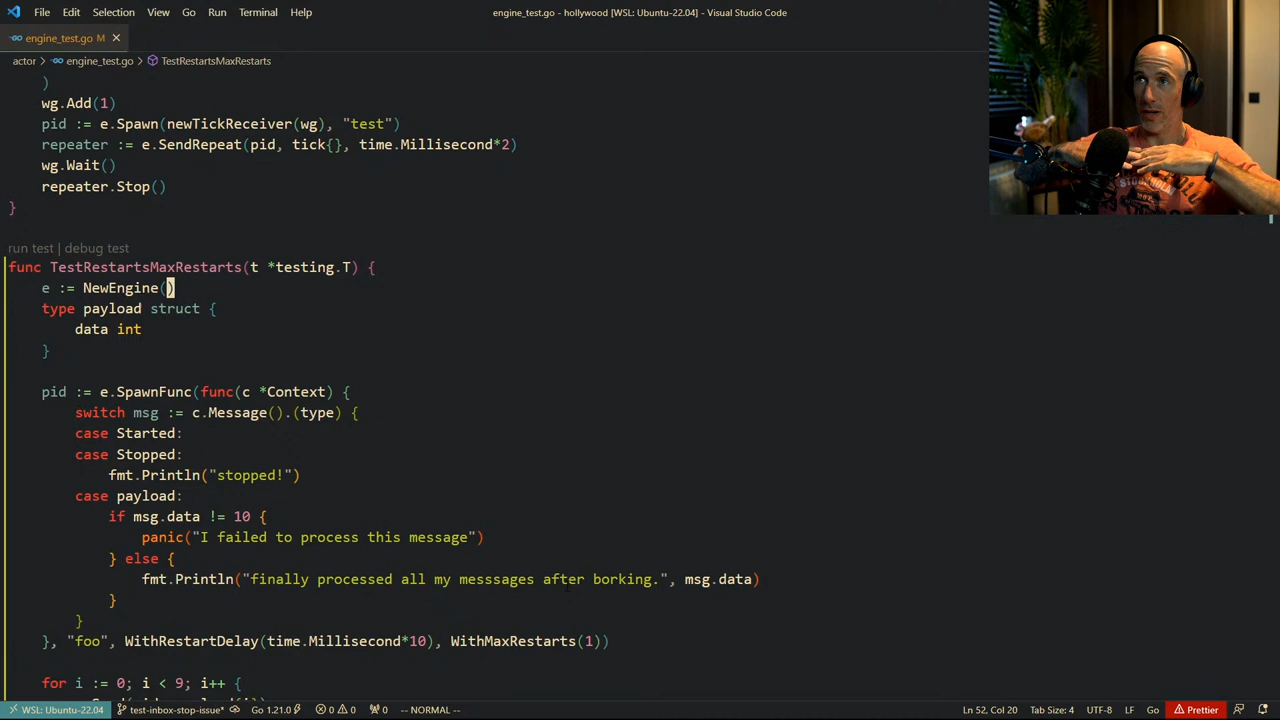 File Edit Selection View Go Run Terminal Help
engine_test.go - hollywood [WSL: Ubuntu-22.04] - Visual Studio Code
engine_test.go M
actor > engine_test.go > TestRestartsMaxRestarts
)
wg.Add(1)
pid := e.Spawn(newTickReceiver(wg), "test")
repeater := e.SendRepeat(pid, tick{}, time.Millisecond*2)
wg.Wait()
repeater.Stop()
}
run test | debug test
func TestRestartsMaxRestarts(t *testing.T) {
e := NewEngine()
type payload struct {
data int
}
pid := e.SpawnFunc(func(c *Context) {
switch msg := c.Message().(type) {
case Started:
case Stopped:
fmt.Println("stopped!")
case payload:
if msg.data != 10 {
panic("I failed to process this message")
} else {
fmt.Println("finally processed all my messsages after borking.", msg.data)
}
}
}, "foo", WithRestartDelay(time.Millisecond*10), WithMaxRestarts(1))
for i := 0; i < 9; i++ {
WSL: Ubuntu-22.04 test-inbox-stop-issue* Go 1.21.0 0 0 0 -- NORMAL -- Ln 52, Col 20 Tab Size: 4 UTF-8 LF Go Prettier